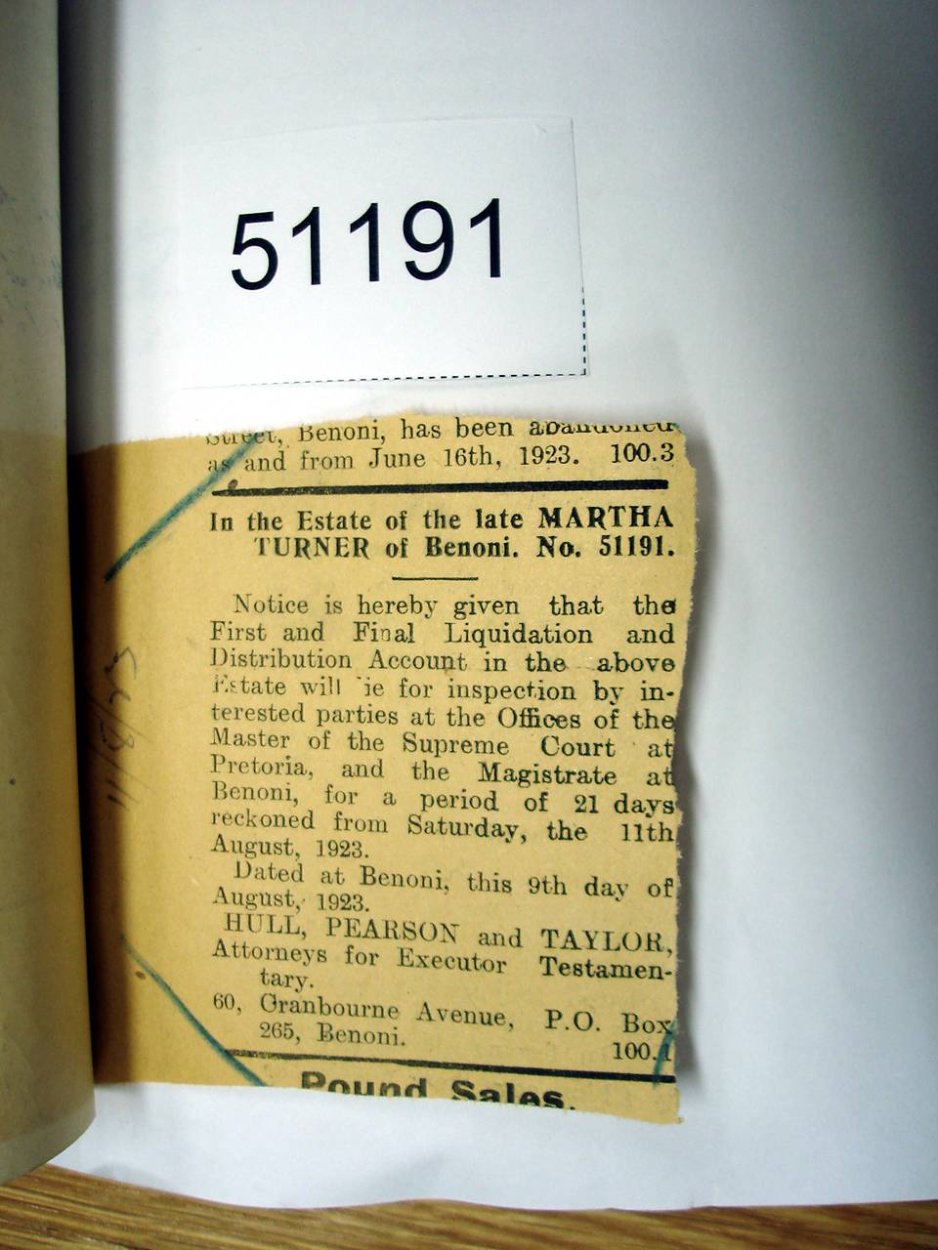 51191
Street, Benoni, has been abandoned
as and from June 16th, 1923. 100.3
In the Estate of the late MARTHA
TURNER of Benoni. No. 51191.
Notice is hereby given that the
First and Final Liquidation and
Distribution Account in the above
Estate will lie for inspection by in-
terested parties at the Offices of the
Master of the Supreme Court at
Pretoria, and the Magistrate at
Benoni, for a period of 21 days
reckoned from Saturday, the 11th
August, 1923.
Dated at Benoni, this 9th day of
August, 1923.
HULL, PEARSON and TAYLOR,
Attorneys for Executor Testamen-
tary.
60, Cranbourne Avenue, P.O. Box
265, Benoni.
100.1
Pound Sales.